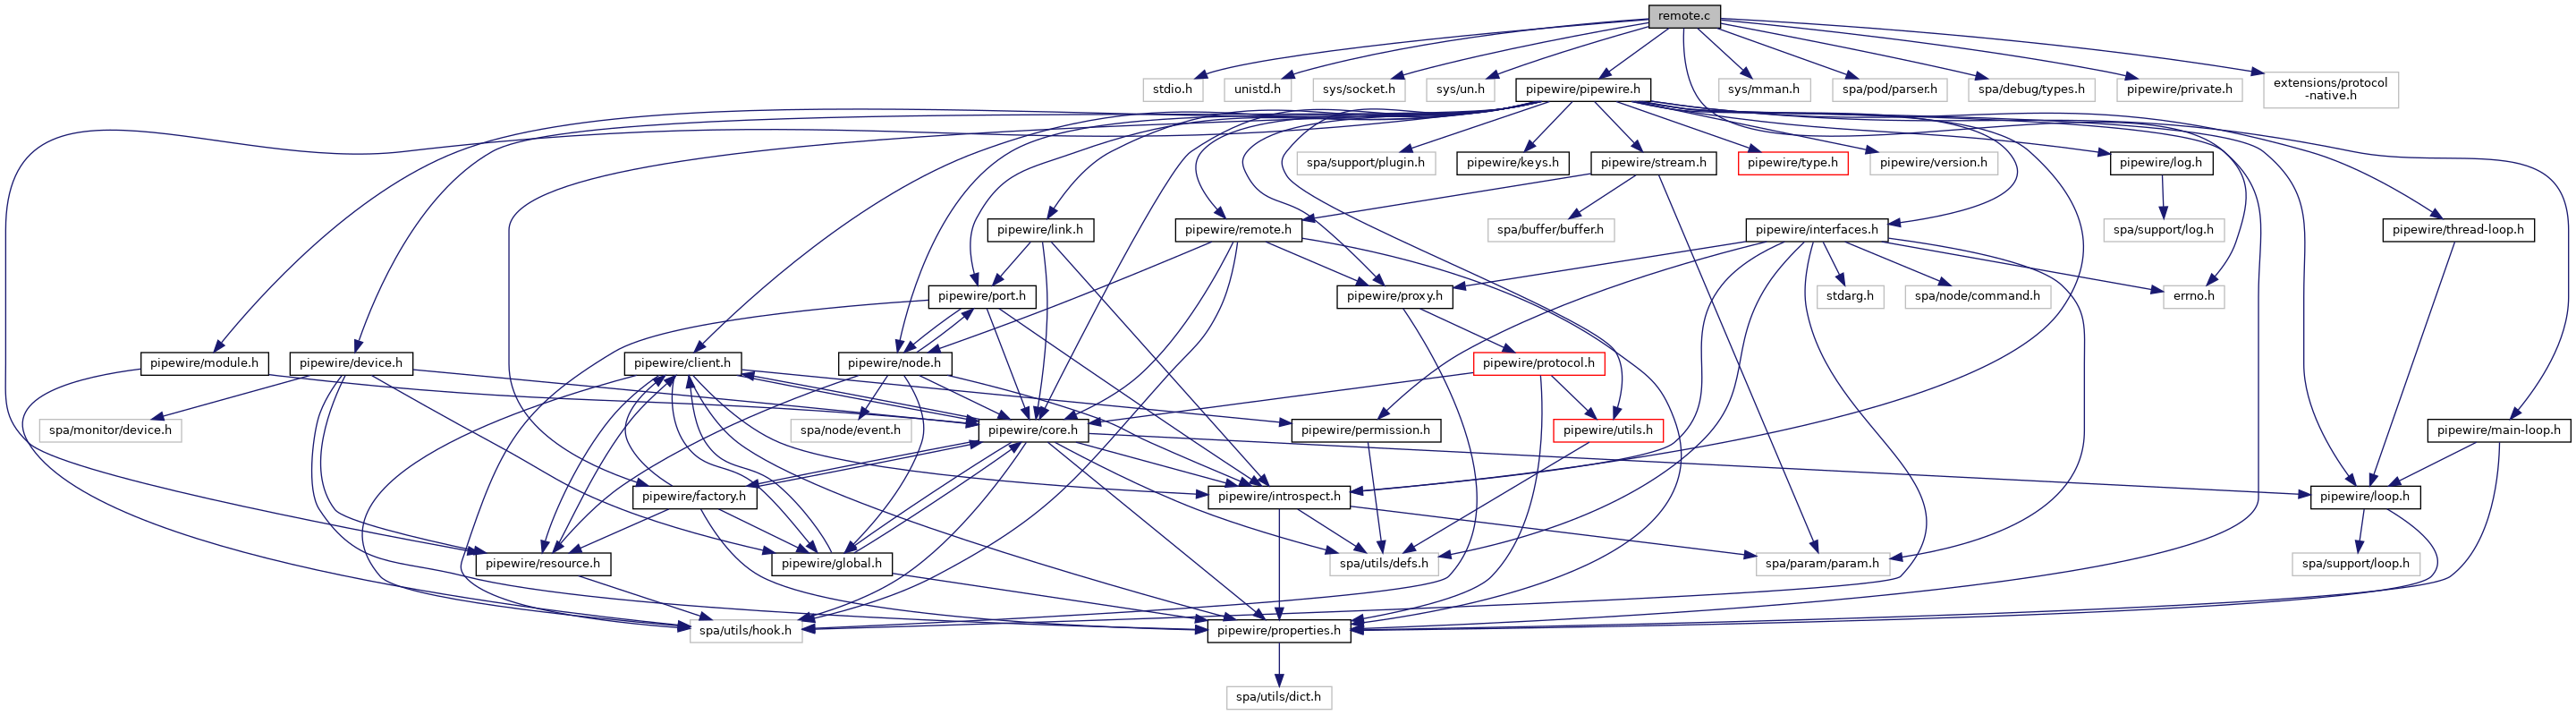 remote.c
stdio.h
unistd.h
sys/socket.h
sys/un.h
pipewire/pipewire.h
sys/mman.h
spa/pod/parser.h
spa/debug/types.h
pipewire/private.h
extensions/protocol
-native.h
spa/support/plugin.h
pipewire/keys.h
pipewire/stream.h
pipewire/type.h
pipewire/version.h
pipewire/log.h
pipewire/link.h
pipewire/remote.h
spa/buffer/buffer.h
pipewire/interfaces.h
spa/support/log.h
pipewire/thread-loop.h
pipewire/port.h
pipewire/proxy.h
stdarg.h
spa/node/command.h
errno.h
pipewire/module.h
pipewire/device.h
pipewire/client.h
pipewire/node.h
pipewire/protocol.h
spa/monitor/device.h
spa/node/event.h
pipewire/core.h
pipewire/permission.h
pipewire/utils.h
pipewire/main-loop.h
pipewire/factory.h
pipewire/introspect.h
pipewire/loop.h
pipewire/resource.h
pipewire/global.h
spa/utils/defs.h
spa/param/param.h
spa/support/loop.h
spa/utils/hook.h
pipewire/properties.h
spa/utils/dict.h